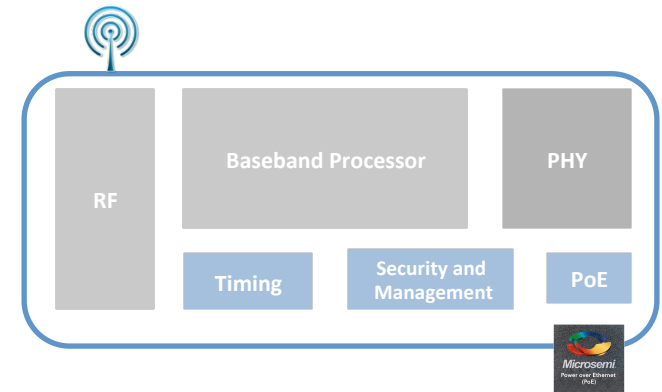 RF
Baseband Processor
PHY
Timing
Security and
Management
PoE
Microsemi
Power over Ethernet
(PoE)